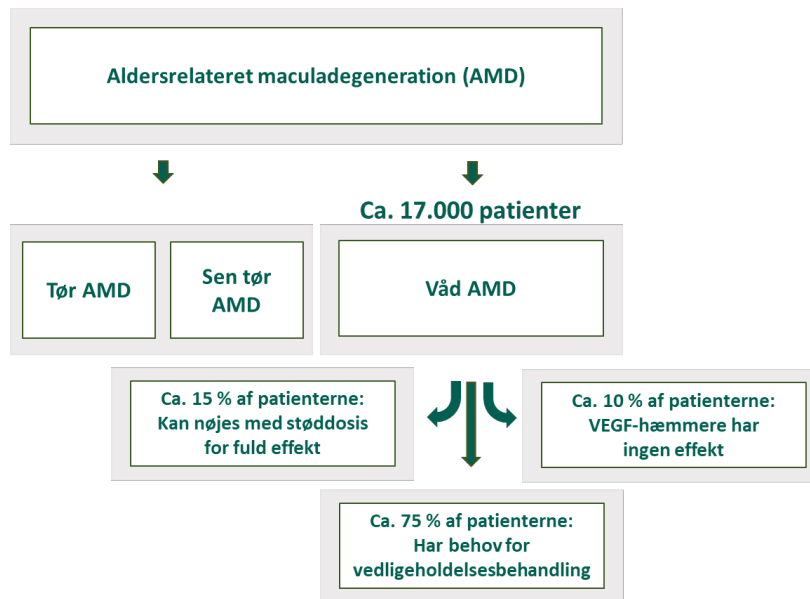 Aldersrelateret maculadegeneration (AMD)
Ca. 17.000 patienter
Tør AMD
Sen tør
AMD
Våd AMD
Ca. 15 % af patienterne:
Kan nøjes med støddosis
for fuld effekt
Ca. 10 % af patienterne:
VEGF-hæmmere har
ingen effekt
Ca. 75 % af patienterne:
Har behov for
vedligeholdelsesbehandling